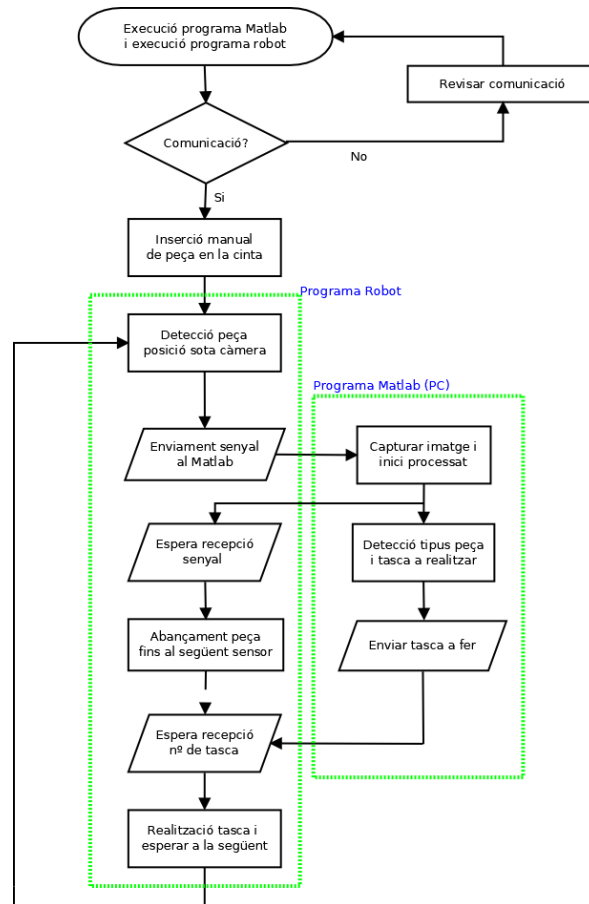 Execució programa Matlab
i execució programa robot
Revisar comunicació
Comunicació?
No
Si
Inserció manual
de peça en la cinta
Programa Robot
Detecció peça
posició sota càmera
Programa Matlab (PC)
Enviament senyal
al Matlab
Capturar imatge i
inici processat
Espera recepció
senyal
Detecció tipus peça
i tasca a realitzar
Abançament peça
fins al següent sensor
Enviar tasca a fer
Espera recepció
nº de tasca
Realització tasca i
esperar a la següent